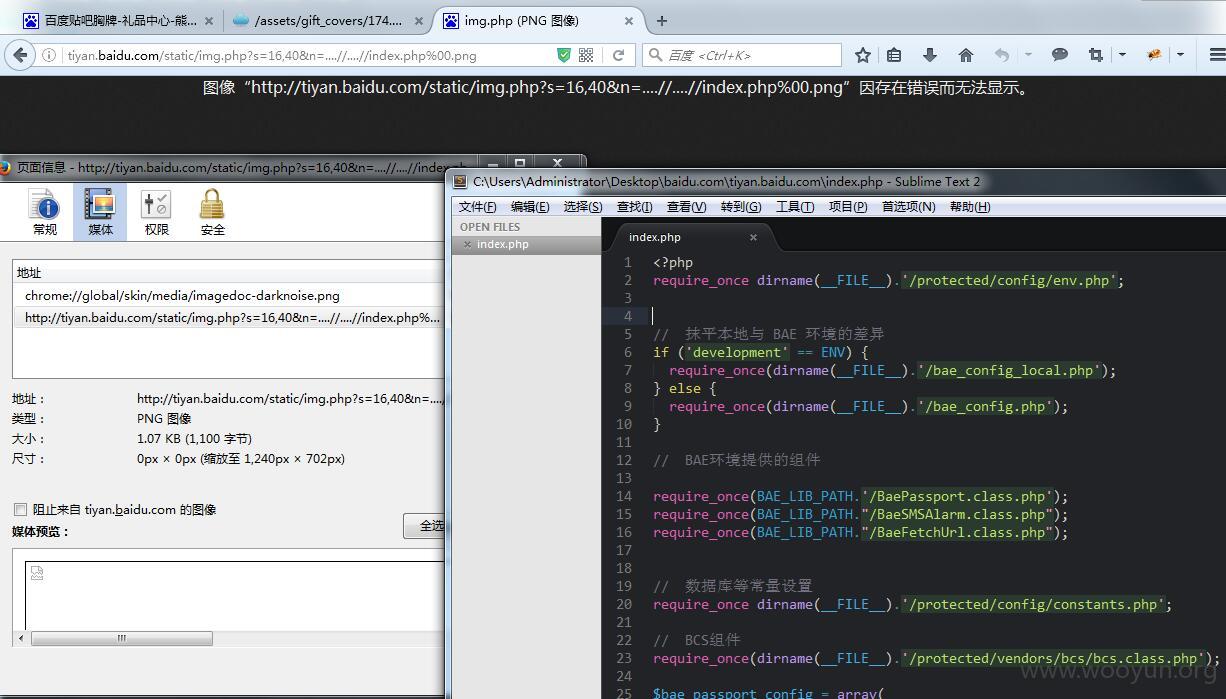 百度贴吧胸牌-礼品中心-熊...
/assets/gift_covers/174....
img.php (PNG 图像)
tiyan.baidu.com/static/img.php?s=16,40&n=....//....//index.php%00.png
百度 <Ctrl+K>
图像“http://tiyan.baidu.com/static/img.php?s=16,40&n=....//....//index.php%00.png”因存在错误而无法显示。
页面信息 - http://tiyan.baidu.com/static/img.php?s=16,40&n=....//....//index.ph
常规
媒体
权限
安全
地址
chrome://global/skin/media/imagedoc-darknoise.png
http://tiyan.baidu.com/static/img.php?s=16,40&n=....//....//index.php%...
地址：
http://tiyan.baidu.com/static/img.php?s=16,40&n=....//
类型：
PNG 图像
大小：
1.07 KB (1,100 字节)
尺寸：
0px × 0px (缩放至 1,240px × 702px)
阻止来自 tiyan.baidu.com 的图像
全选
媒体预览：
C:\Users\Administrator\Desktop\baidu.com\tiyan.baidu.com\index.php - Sublime Text 2
文件(F) 编辑(E) 选择(S) 查找(I) 查看(V) 转到(G) 工具(T) 项目(P) 首选项(N) 帮助(H)
OPEN FILES
index.php
index.php
1 <?php
2 require_once dirname(__FILE__).'/protected/config/env.php';
3
4
5 // 抹平本地与 BAE 环境的差异
6 if ('development' == ENV) {
7 require_once(dirname(__FILE__).'/bae_config_local.php');
8 } else {
9 require_once(dirname(__FILE__).'/bae_config.php');
10 }
11
12 // BAE环境提供的组件
13
14 require_once(BAE_LIB_PATH.'/BaePassport.class.php');
15 require_once(BAE_LIB_PATH."/BaeSMSAlarm.class.php");
16 require_once(BAE_LIB_PATH."/BaeFetchUrl.class.php");
17
18
19 // 数据库等常量设置
20 require_once dirname(__FILE__).'/protected/config/constants.php';
21
22 // BCS组件
23 require_once(dirname(__FILE__).'/protected/vendors/bcs/bcs.class.php');
24
25 $bae_passport_config = array(
www.wooyun.org